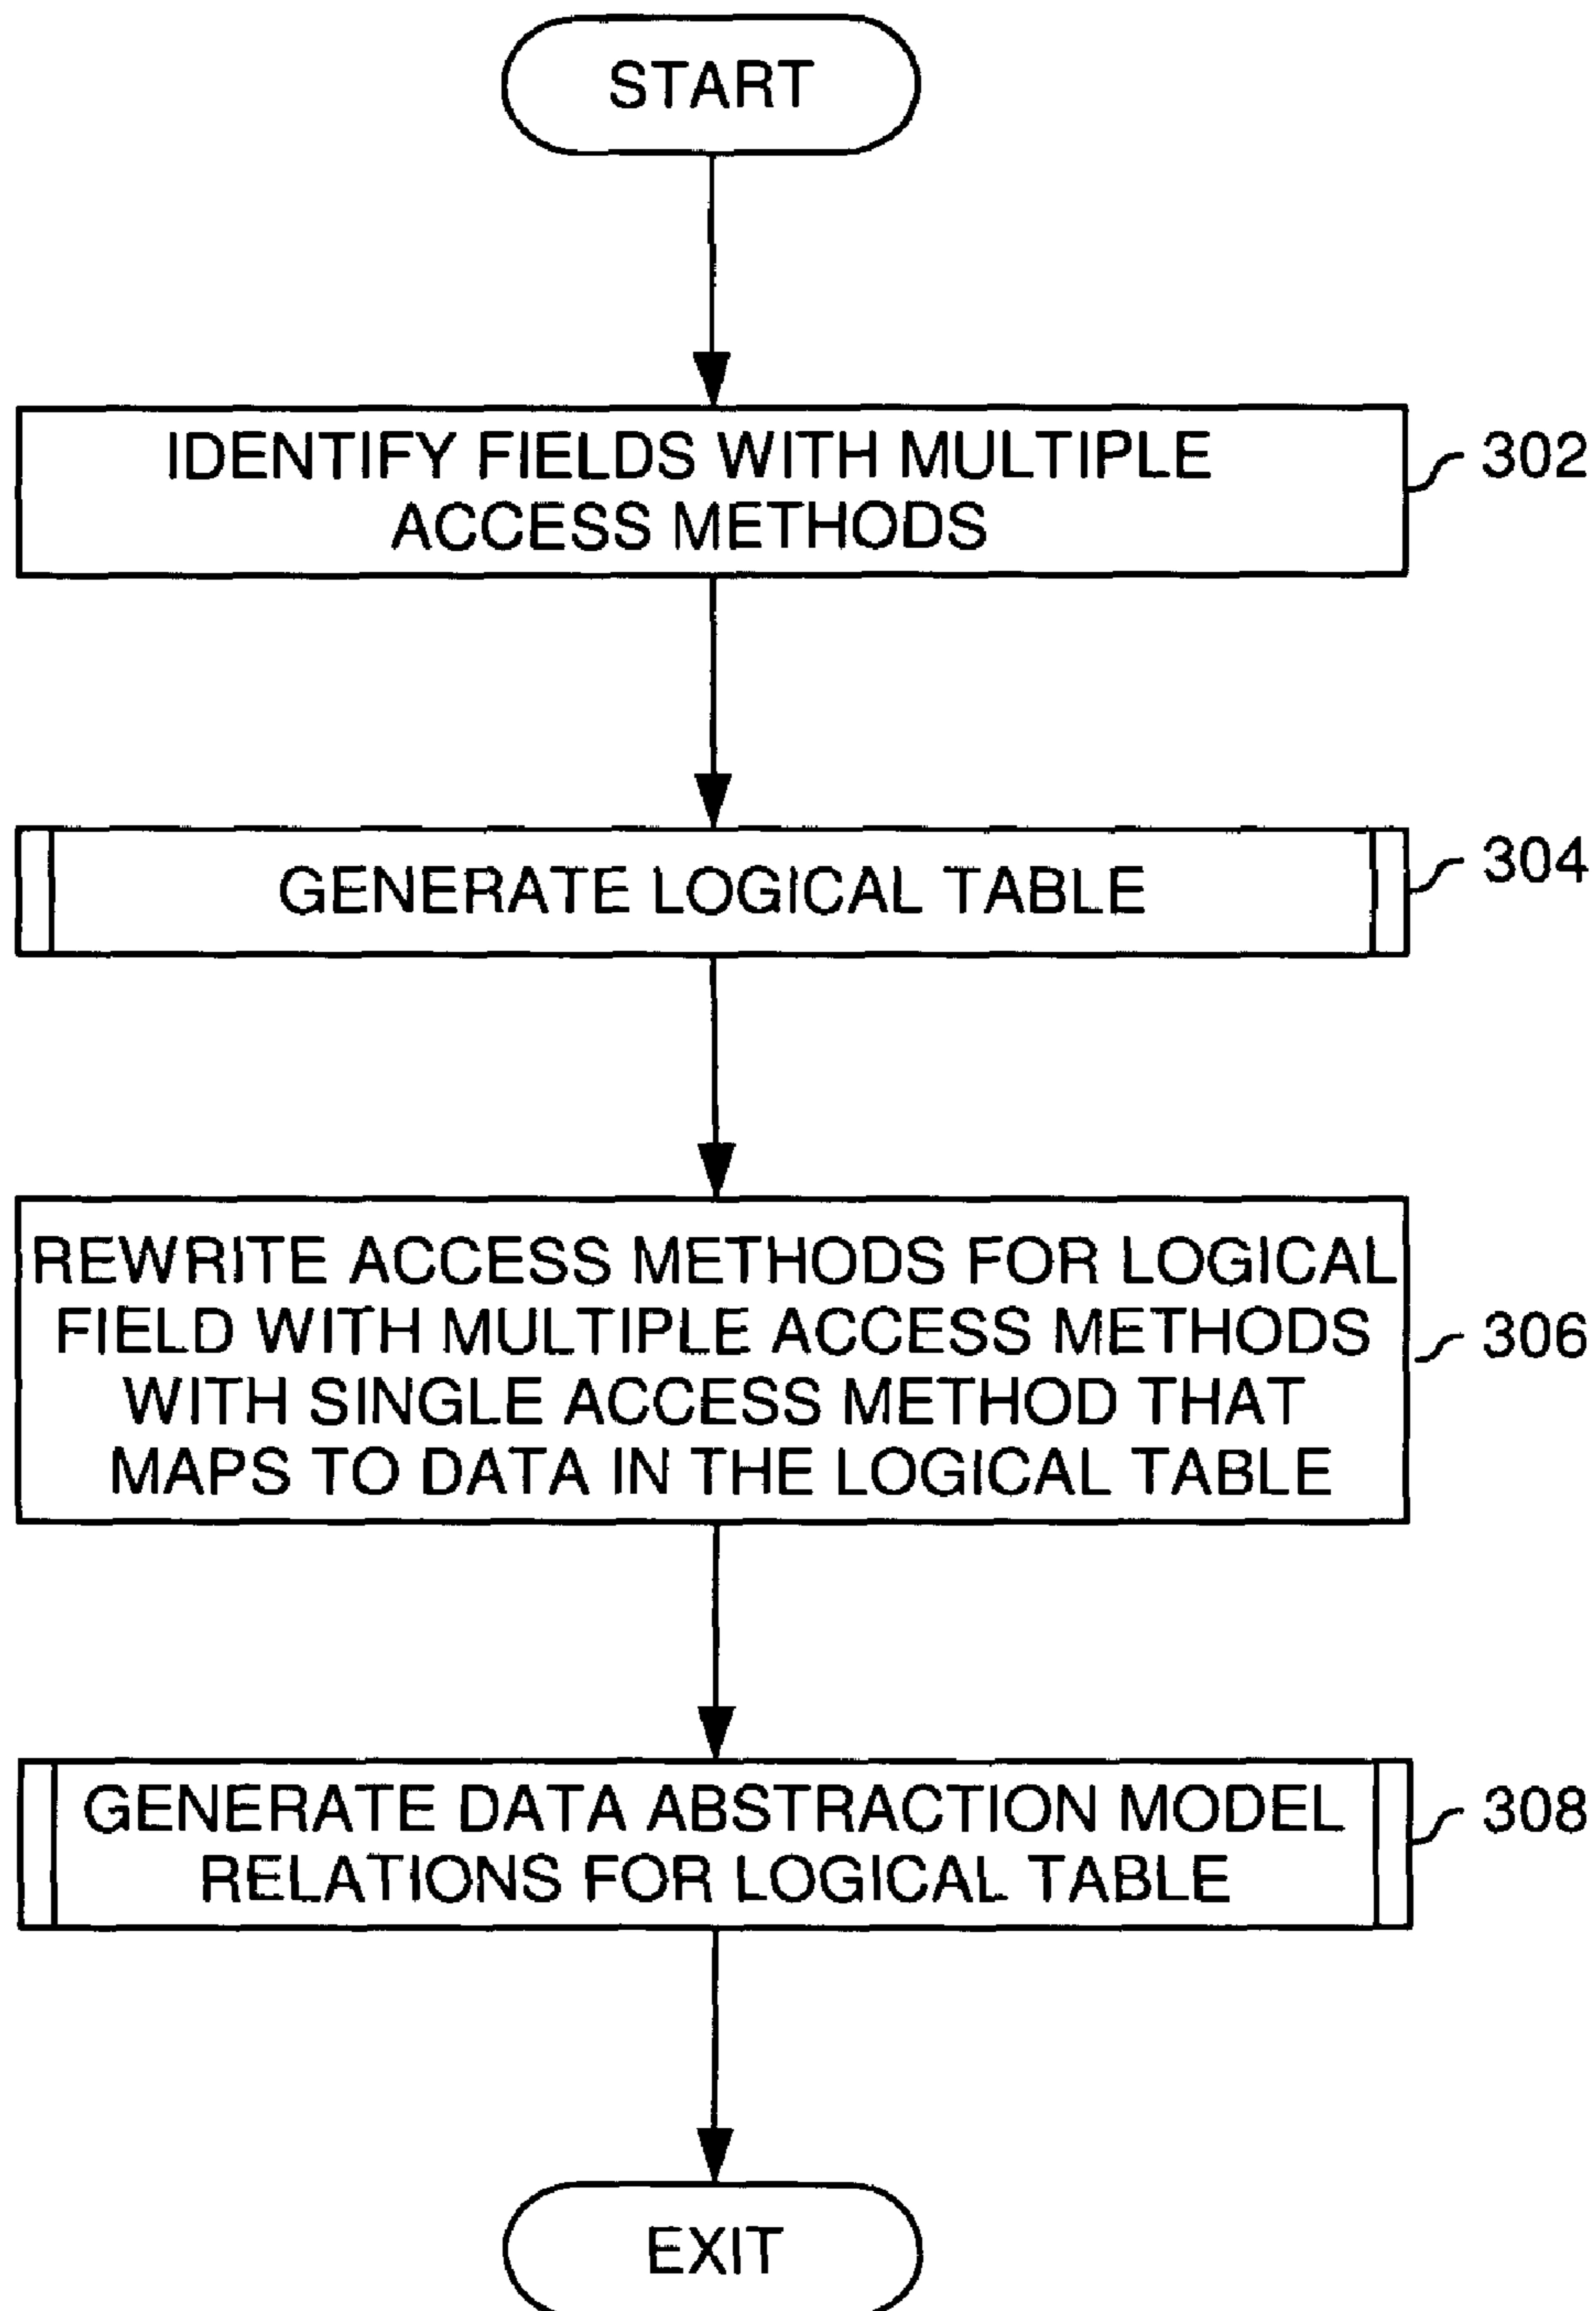 START
IDENTIFY FIELDS WITH MULTIPLE
ACCESS METHODS
302
GENERATE LOGICAL TABLE
304
REWRITE ACCESS METHODS FOR LOGICAL
FIELD WITH MULTIPLE ACCESS METHODS
WITH SINGLE ACCESS METHOD THAT
MAPS TO DATA IN THE LOGICAL TABLE
306
GENERATE DATA ABSTRACTION MODEL
RELATIONS FOR LOGICAL TABLE
308
EXIT